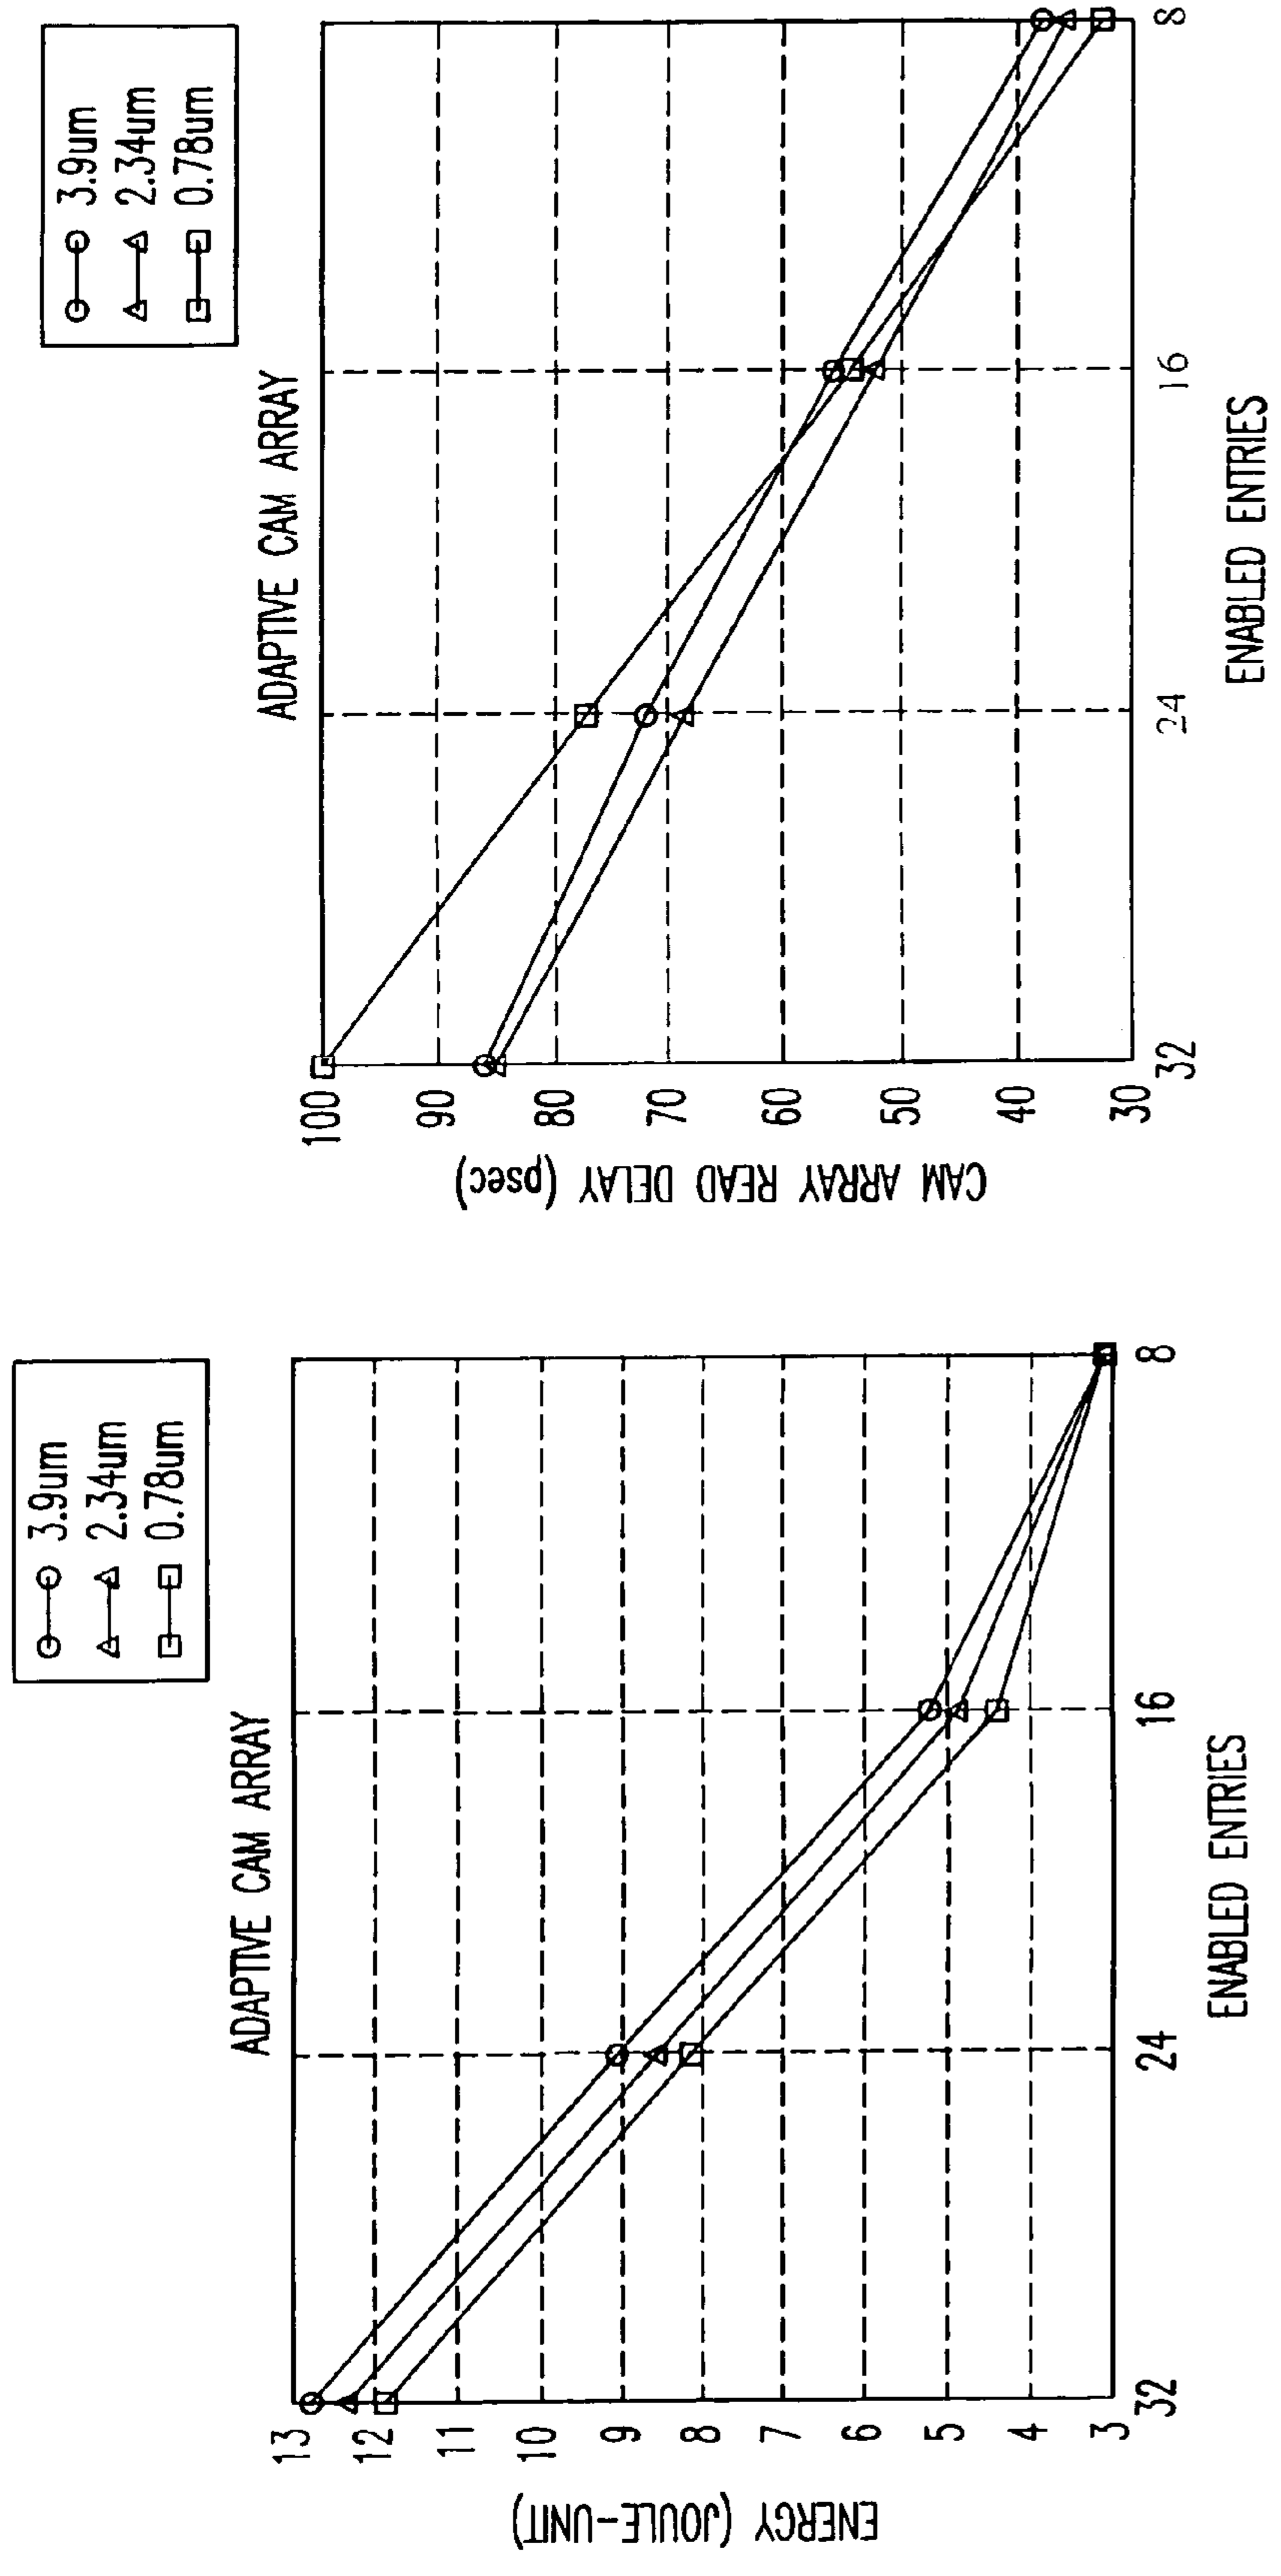 3.9um
2.34um
0.78um
ADAPTIVE CAM ARRAY
ENERGY (JOULE-UNIT)
13
12
11
10
9
8
7
6
5
4
3
32
24
16
8
ENABLED ENTRIES
3.9um
2.34um
0.78um
ADAPTIVE CAM ARRAY
CAM ARRAY READ DELAY (psec)
100
90
80
70
60
50
40
30
32
24
16
8
ENABLED ENTRIES